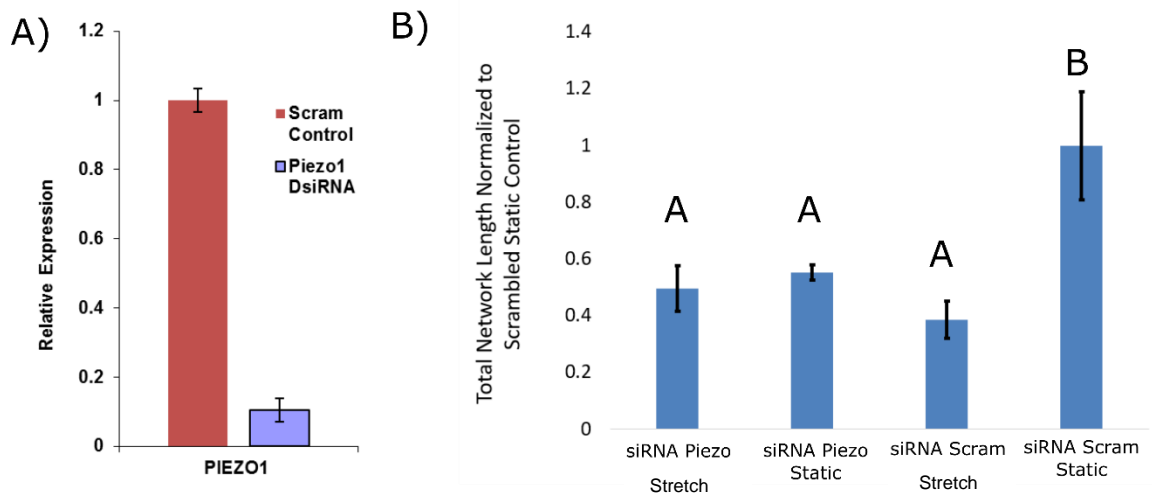 A)
1.2
1
0.8
0.6
0.4
0.2
0
Relative Expression
Scram
Control
Piezo1
DsiRNA
PIEZO1
B)
1.4
1.2
1
0.8
0.6
0.4
0.2
0
Total Network Length Normalized to
Scrambled Static Control
A
A
A
B
siRNA Piezo
Stretch
siRNA Piezo
Static
siRNA Scram
Stretch
siRNA Scram
Static